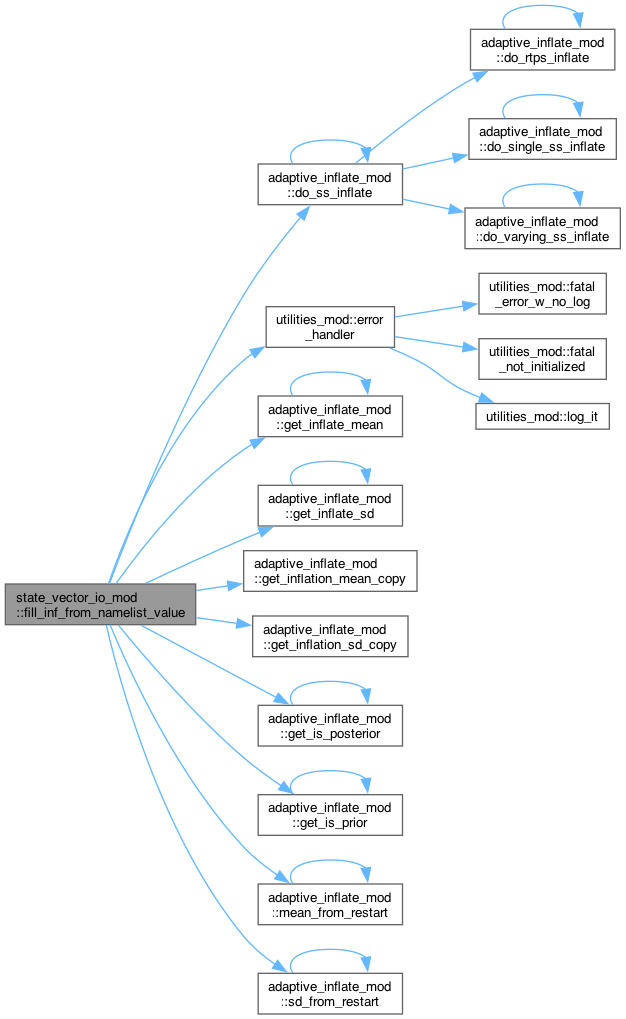 adaptive_inflate_mod
::do_rtps_inflate
adaptive_inflate_mod
::do_single_ss_inflate
adaptive_inflate_mod
::do_ss_inflate
adaptive_inflate_mod
::do_varying_ss_inflate
utilities_mod::fatal
_error_w_no_log
utilities_mod::error
_handler
utilities_mod::fatal
_not_initialized
adaptive_inflate_mod
::get_inflate_mean
utilities_mod::log_it
adaptive_inflate_mod
::get_inflate_sd
adaptive_inflate_mod
::get_inflation_mean_copy
state_vector_io_mod
::fill_inf_from_namelist_value
adaptive_inflate_mod
::get_inflation_sd_copy
adaptive_inflate_mod
::get_is_posterior
adaptive_inflate_mod
::get_is_prior
adaptive_inflate_mod
::mean_from_restart
adaptive_inflate_mod
::sd_from_restart